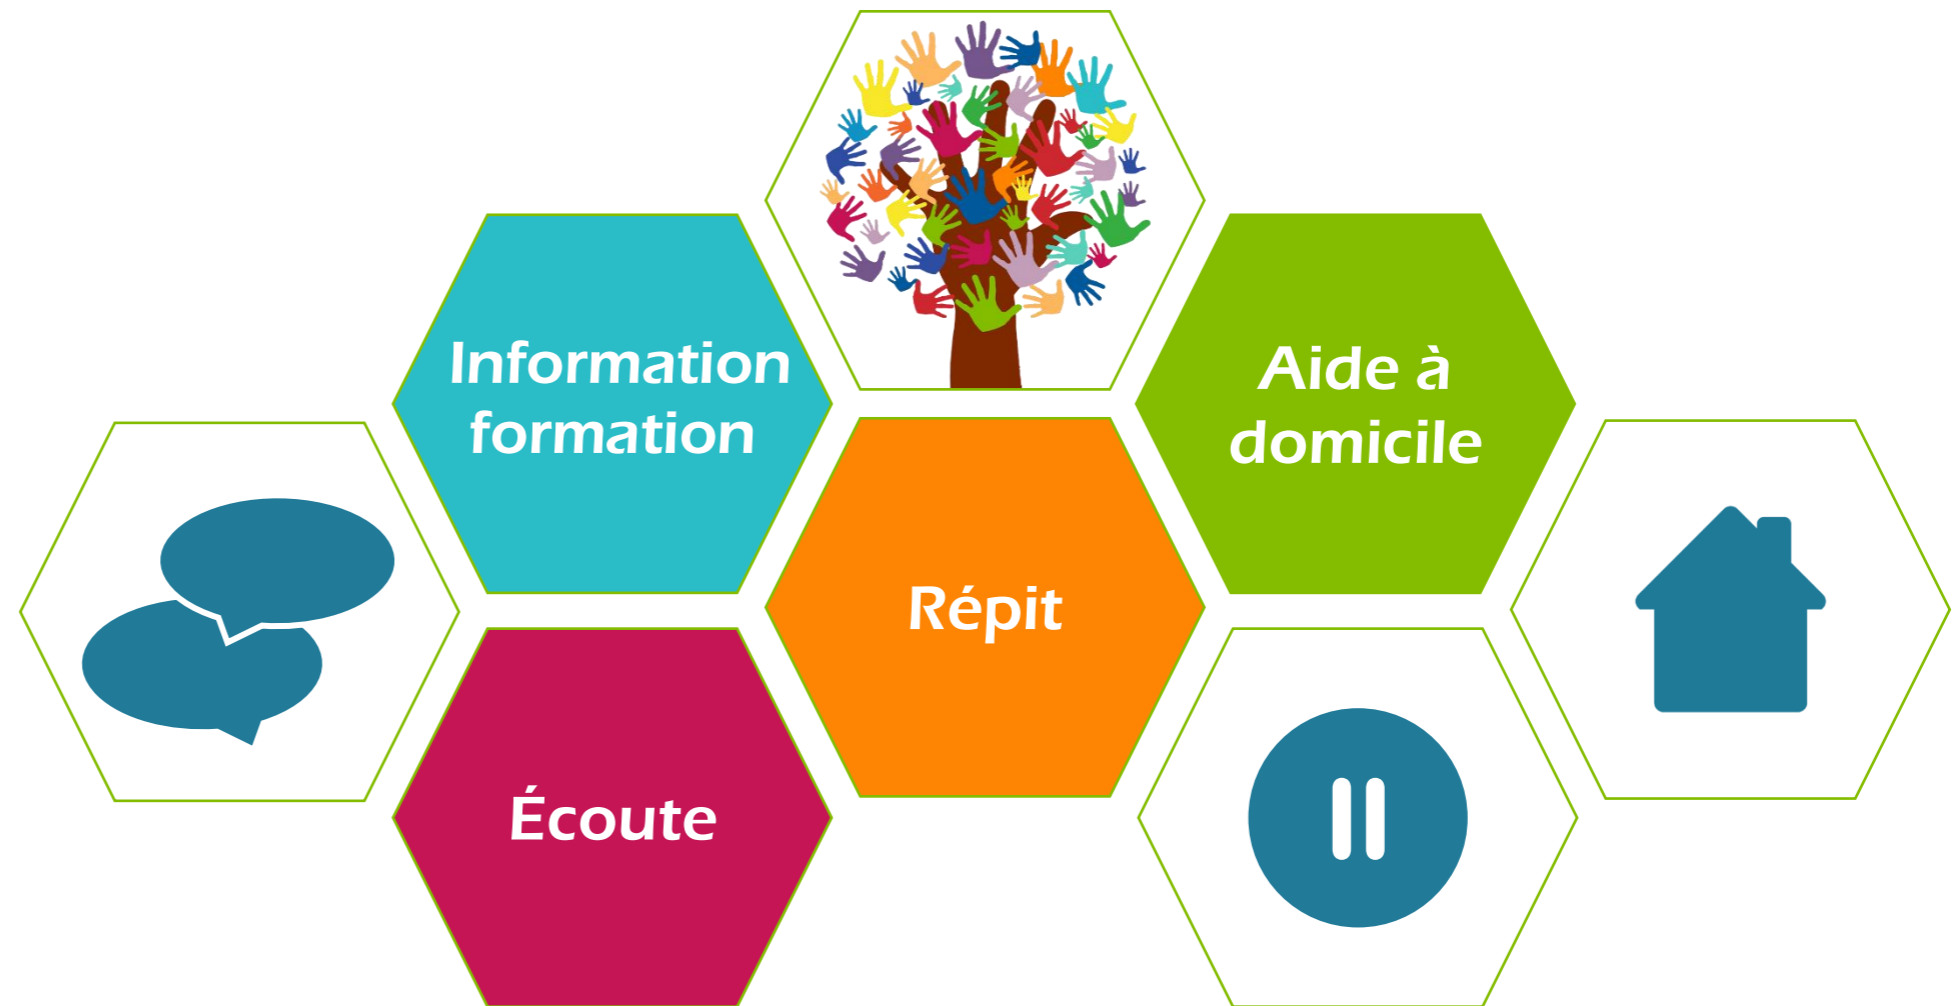 Information
formation
Aide à
domicile
Répit
Écoute